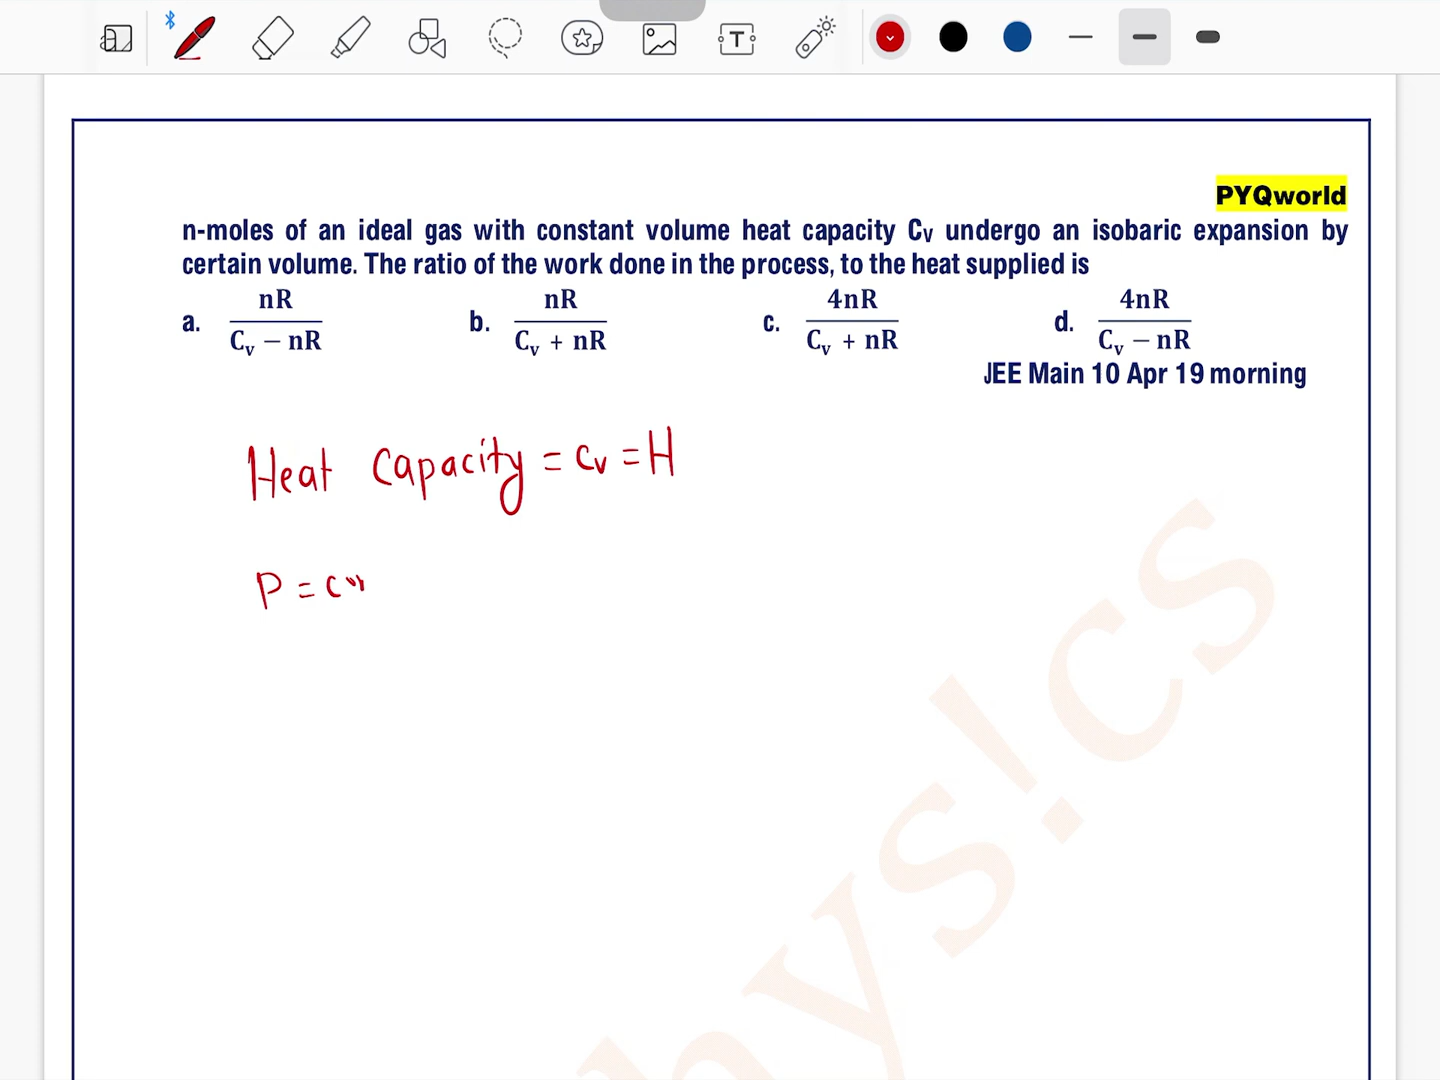 PYQworld
n-moles of an ideal gas with constant volume heat capacity Cv undergo an isobaric expansion by
certain volume. The ratio of the work done in the process, to the heat supplied is
a. nR / (Cv − nR) b. nR / (Cv + nR) c. 4nR / (Cv + nR) d. 4nR / (Cv − nR)
JEE Main 10 Apr 19 morning
Heat Capacity = Cv = H
P = c
hys!cs